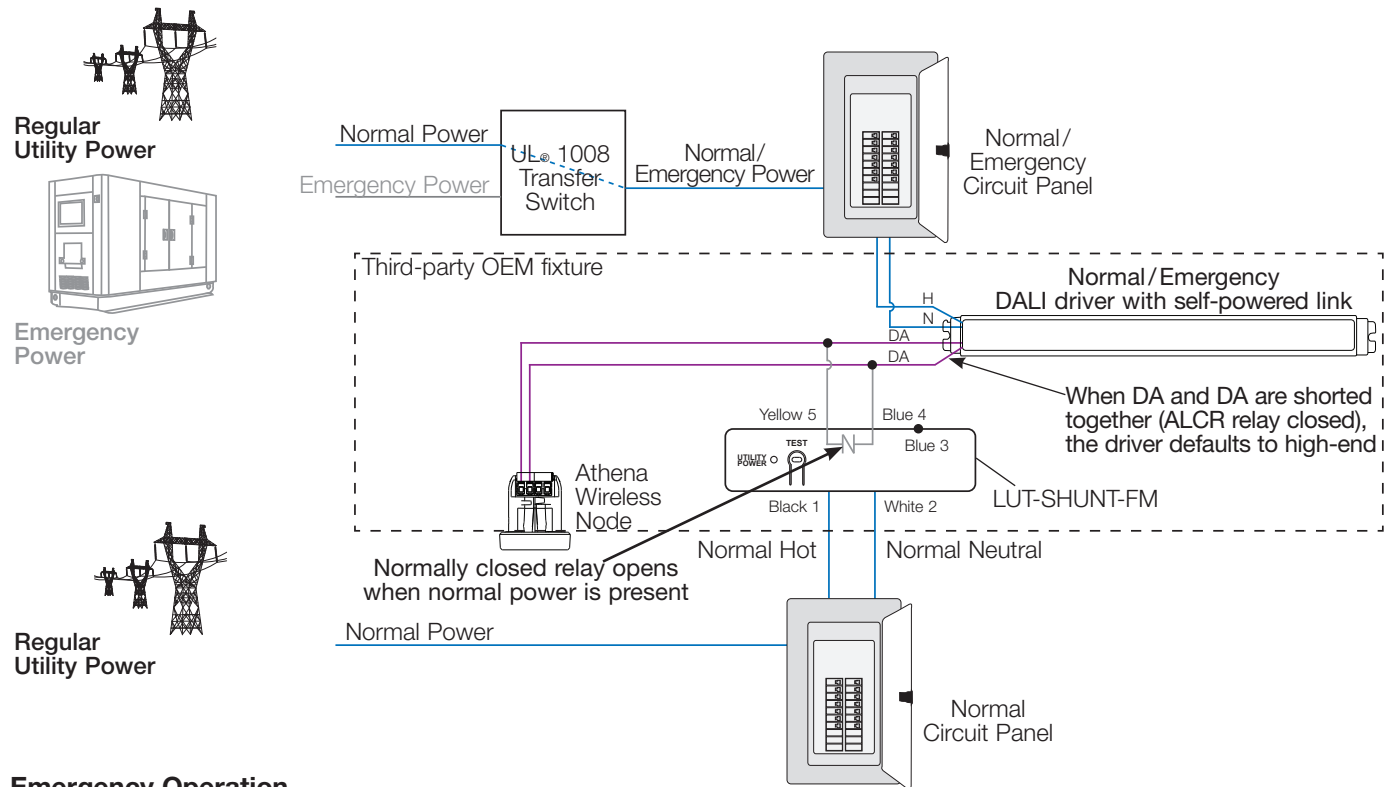 Regular
Utility Power
Normal Power
Emergency Power
UL® 1008
Transfer
Switch
Normal/
Emergency Power
Normal/
Emergency
Circuit Panel
Emergency
Power
Third-party OEM fixture
Normal/Emergency
DALI driver with self-powered link
H
N
DA
DA
When DA and DA are shorted
together (ALCR relay closed),
the driver defaults to high-end
Yellow 5
Blue 4
Blue 3
TEST
UTILITY
POWER
N
LUT-SHUNT-FM
Athena
Wireless
Node
Black 1
White 2
Normal Hot
Normal Neutral
Normally closed relay opens
when normal power is present
Regular
Utility Power
Normal Power
Normal
Circuit Panel
Emergency Operation